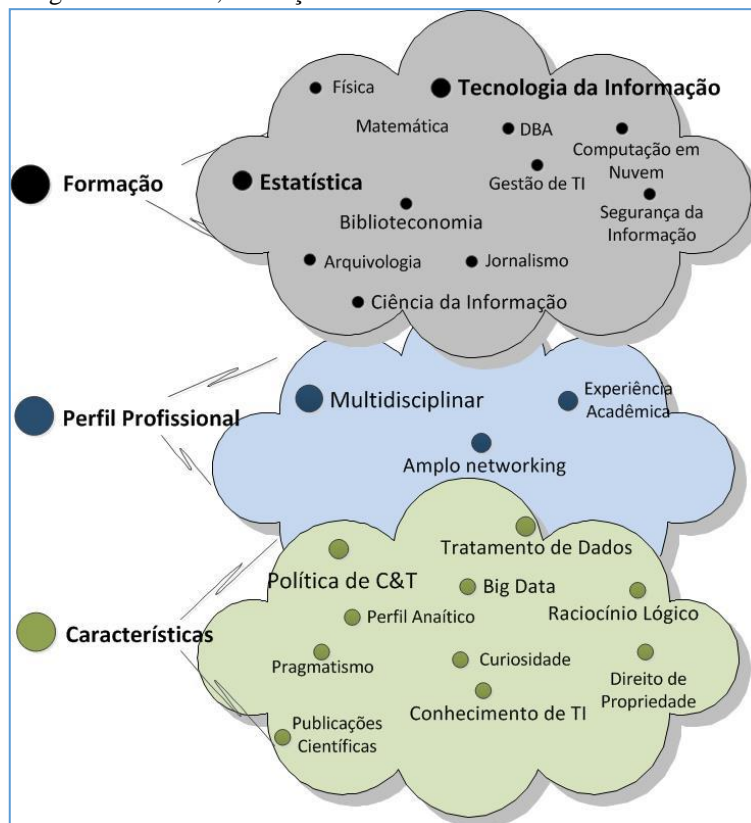 Física
Tecnologia da Informação
Matemática
DBA
Computação em
Nuvem
Formação
Estatística
Gestão de TI
Biblioteconomia
Segurança da
Informação
Arquivologia
Jornalismo
Ciência da Informação
Perfil Profissional
Multidisciplinar
Experiência
Acadêmica
Amplo networking
Tratamento de Dados
Política de C&T
Big Data
Raciocínio Lógico
Perfil Anaítico
Característícas
Pragmatismo
Curiosidade
Direito de
Propriedade
Conhecimento de TI
Publicações
Científicas